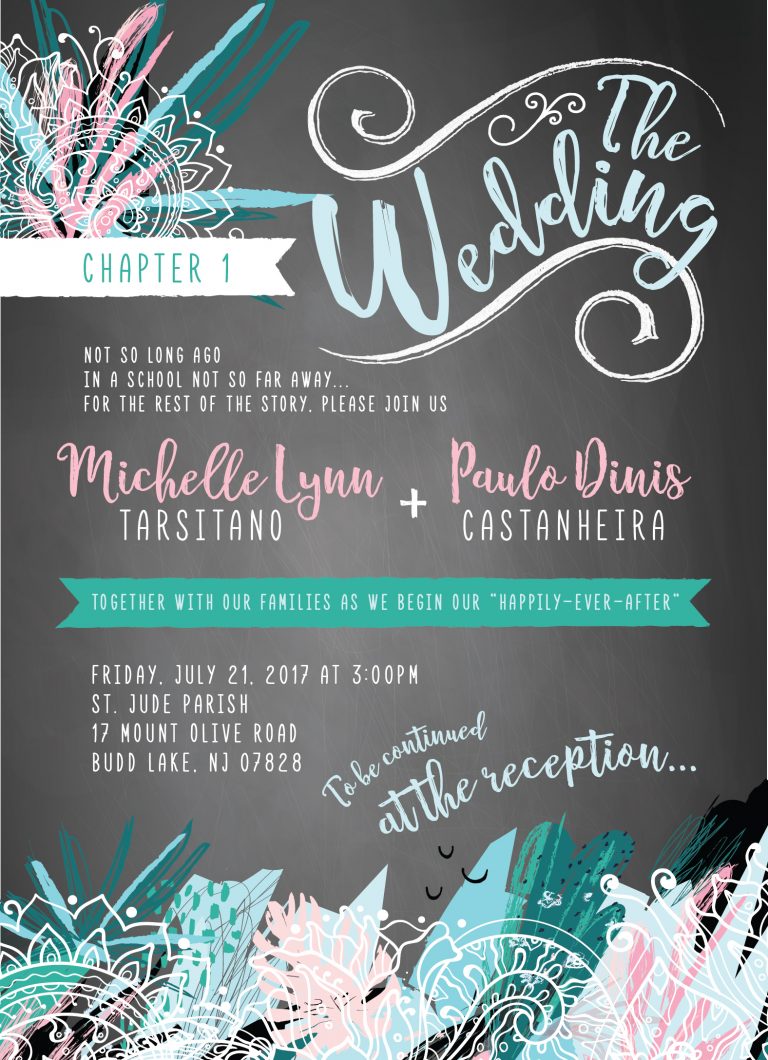 The
Wedding
CHAPTER 1
NOT SO LONG AGO
IN A SCHOOL NOT SO FAR AWAY...
FOR THE REST OF THE STORY, PLEASE JOIN US
Michelle Lynn
TARSITANO
+
Paulo Dinis
CASTANHEIRA
TOGETHER WITH OUR FAMILIES AS WE BEGIN OUR "HAPPILY-EVER-AFTER"
FRIDAY, JULY 21, 2017 AT 3:00PM
ST. JUDE PARISH
17 MOUNT OLIVE ROAD
BUDD LAKE, NJ 07828
To be continued
at the reception...